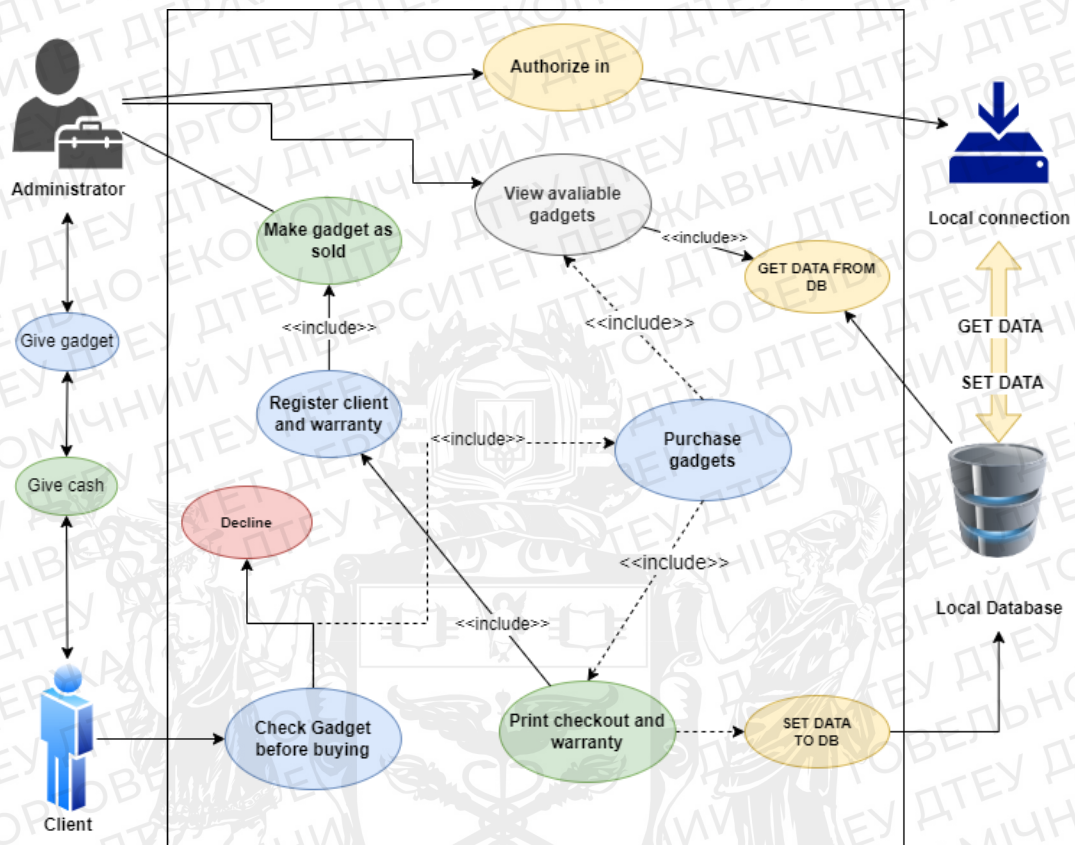 Authorize in
Administrator
View avaliable
gadgets
Local connection
Make gadget as
sold
<<include>>
GET DATA FROM
DB
<<include>>
<<include>>
GET DATA
Give gadget
SET DATA
Register client
and warranty
<<include>>
Purchase
gadgets
Give cash
Decline
<<include>>
Local Database
<<include>>
Check Gadget
before buying
Print checkout and
warranty
SET DATA
TO DB
Client